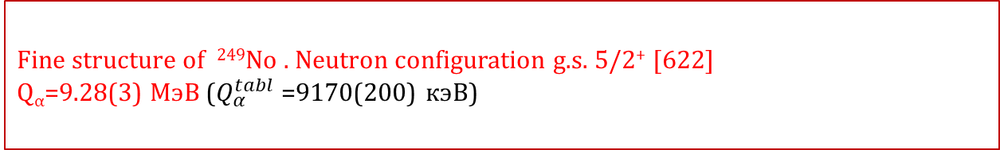 Fine structure of ²⁴⁹No . Neutron configuration g.s. 5/2⁺ [622]
Qα=9.28(3) МэВ (Qα^tabl =9170(200) кэВ)